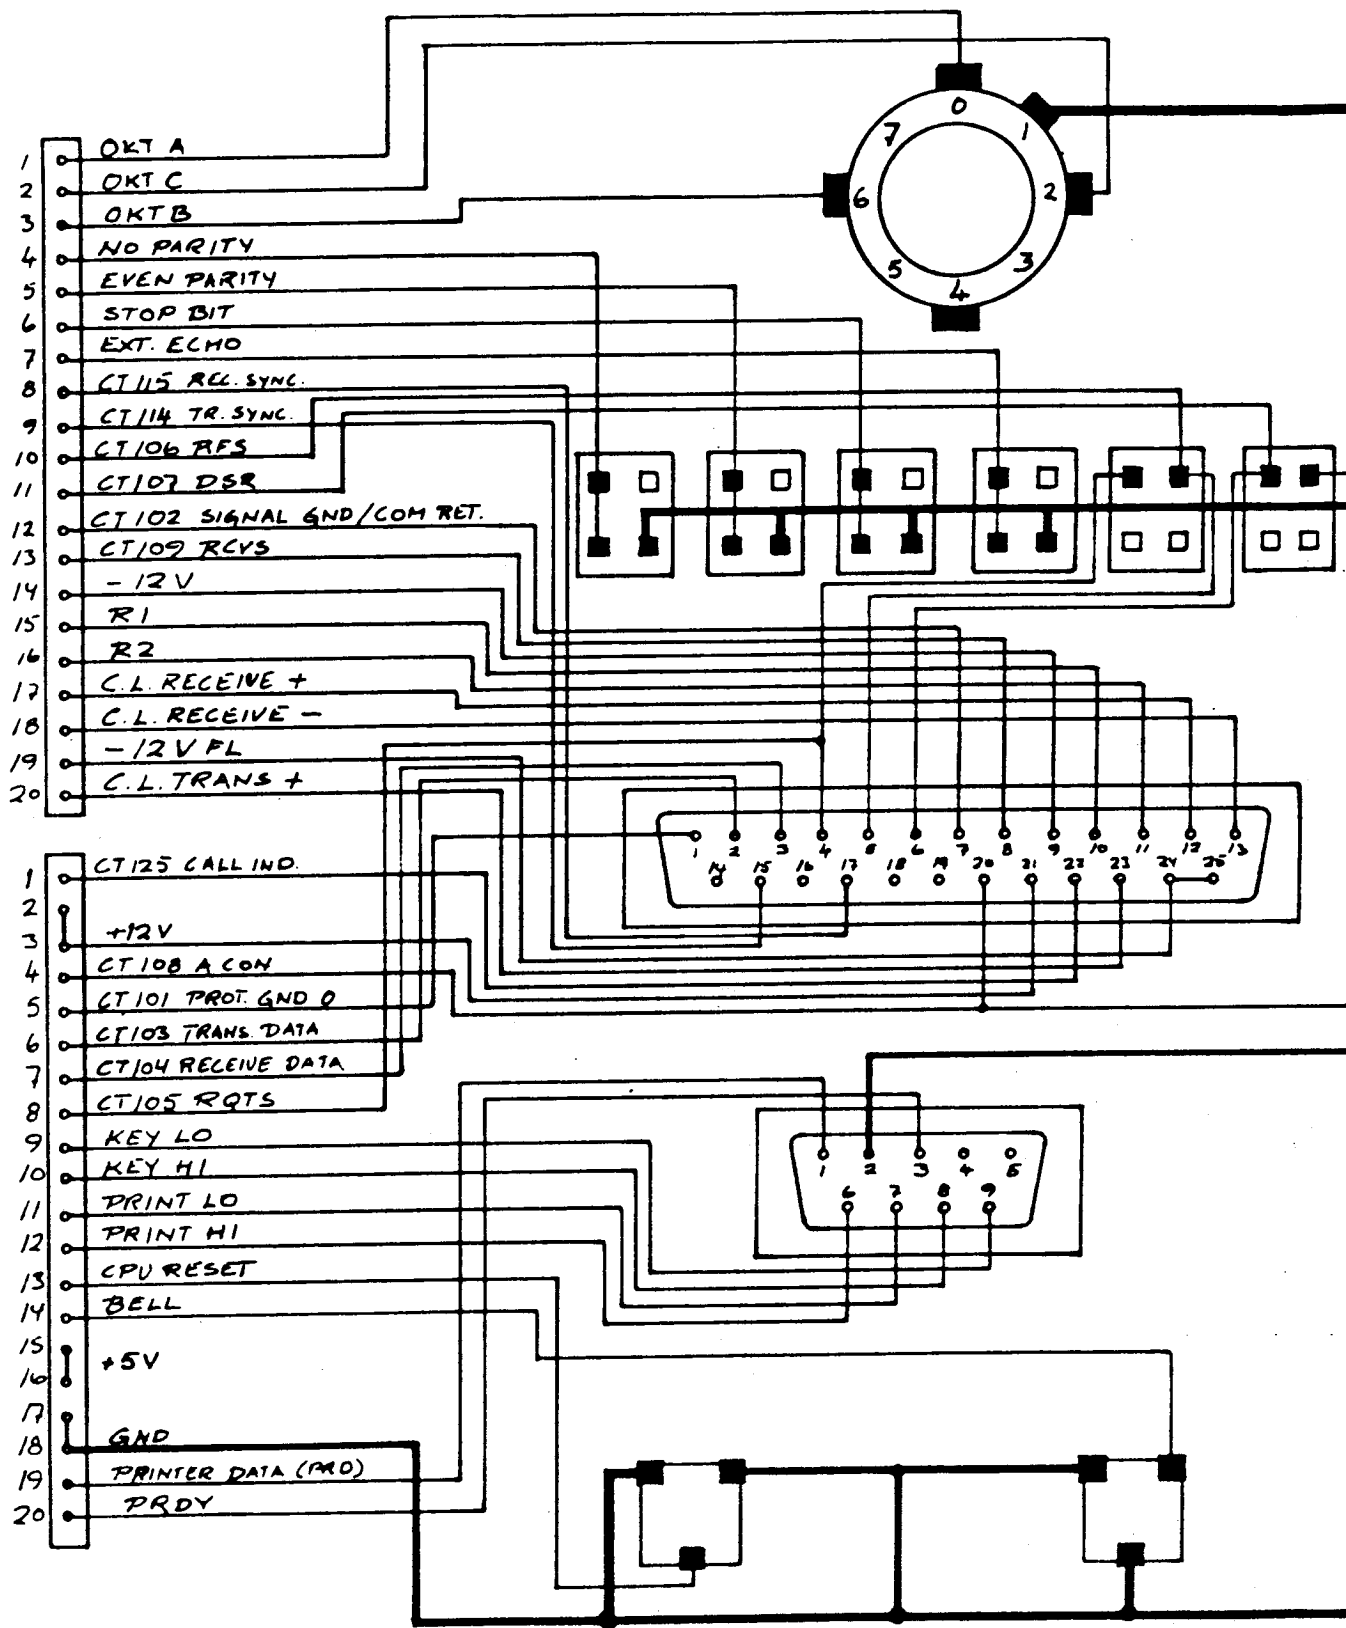 0
1
2
3
4
5
6
7
1 OKT A
2 OKT C
3 OKT B
4 NO PARITY
5 EVEN PARITY
6 STOP BIT
7 EXT. ECHO
8 CT115 REC. SYNC.
9 CT114 TR. SYNC.
10 CT106 RFS
11 CT107 DSR
12 CT102 SIGNAL GND/COM RET.
13 CT109 RCVS
14 -12V
15 R1
16 R2
17 C.L. RECEIVE +
18 C.L. RECEIVE -
19 -12V FL
20 C.L. TRANS +
1 2 3 4 5 6 7 8 9 10 11 12 13
14 15 16 17 18 19 20 21 22 23 24 25
1 CT125 CALL IND.
2
3 +12V
4 CT108 A CON
5 CT101 PROT. GND 0
6 CT103 TRANS. DATA
7 CT104 RECEIVE DATA
8 CT105 RQTS
9 KEY LO
10 KEY HI
11 PRINT LO
12 PRINT HI
13 CPU RESET
14 BELL
15
16 +5V
17
18 GND
19 PRINTER DATA (PRD)
20 PRDY
1 2 3 4 5
6 7 8 9